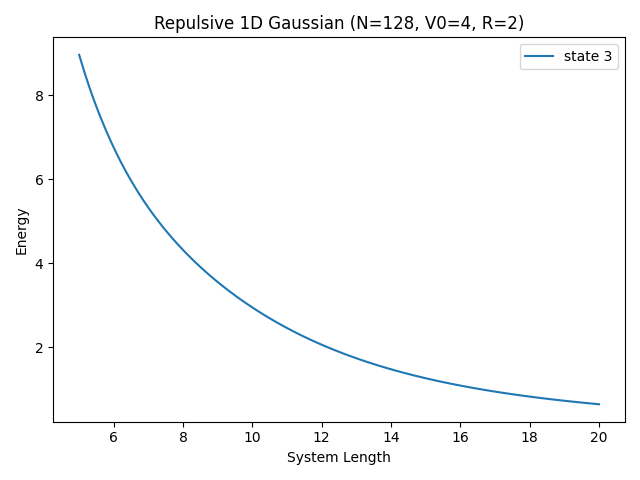 Repulsive 1D Gaussian (N=128, V0=4, R=2)
state 3
8
6
4
2
Energy
6 8 10 12 14 16 18 20
System Length